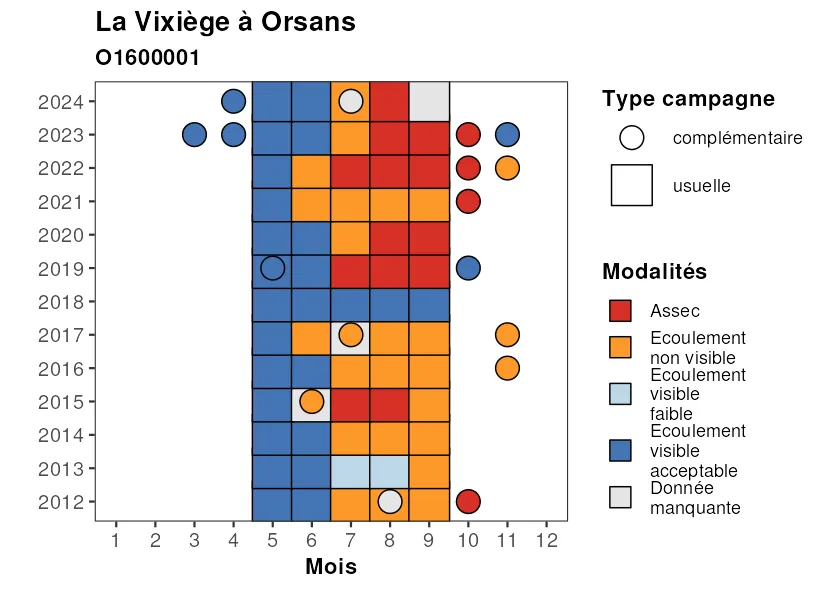 La Vixiège à Orsans
O1600001
2024
2023
2022
2021
2020
2019
2018
2017
2016
2015
2014
2013
2012
1 2 3 4 5 6 7 8 9 10 11 12
Mois
Type campagne
complémentaire
usuelle
Modalités
Assec
Ecoulement
non visible
Ecoulement
visible
faible
Ecoulement
visible
acceptable
Donnée
manquante